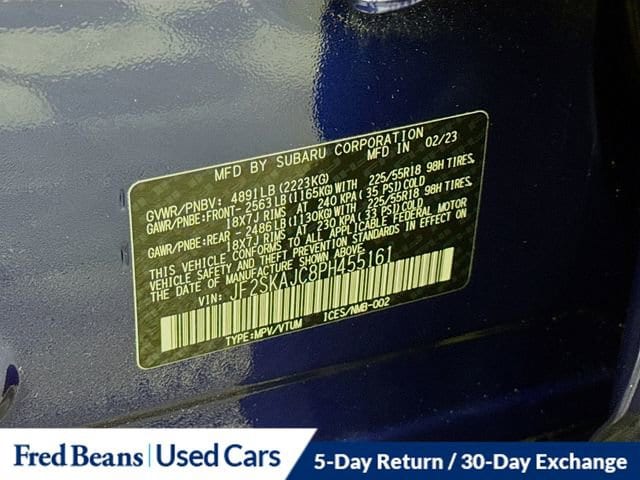 MFD BY SUBARU CORPORATION
MFD IN 02/23
GVWR/PNBV: 4891LB(2223KG)
GAWR/PNBE:FRONT-2563LB(1165KG)WITH 225/55R18 98H TIRES,
18X7J RIMS AT 240 KPA(35 PSI)COLD
GAWR/PNBE:REAR-2486LB(1130KG)WITH 225/55R18 98H TIRES,
18X7J RIMS AT 230 KPA(33 PSI)COLD
THIS VEHICLE CONFORMS TO ALL APPLICABLE FEDERAL MOTOR
VEHICLE SAFETY AND THEFT PREVENTION STANDARDS IN EFFECT ON
THE DATE OF MANUFACTURE SHOWN ABOVE.
VIN: JF2SKAJC8PH455161
TYPE:MPV/VTUM ICES/NMB-002
Fred Beans | Used Cars
5-Day Return / 30-Day Exchange